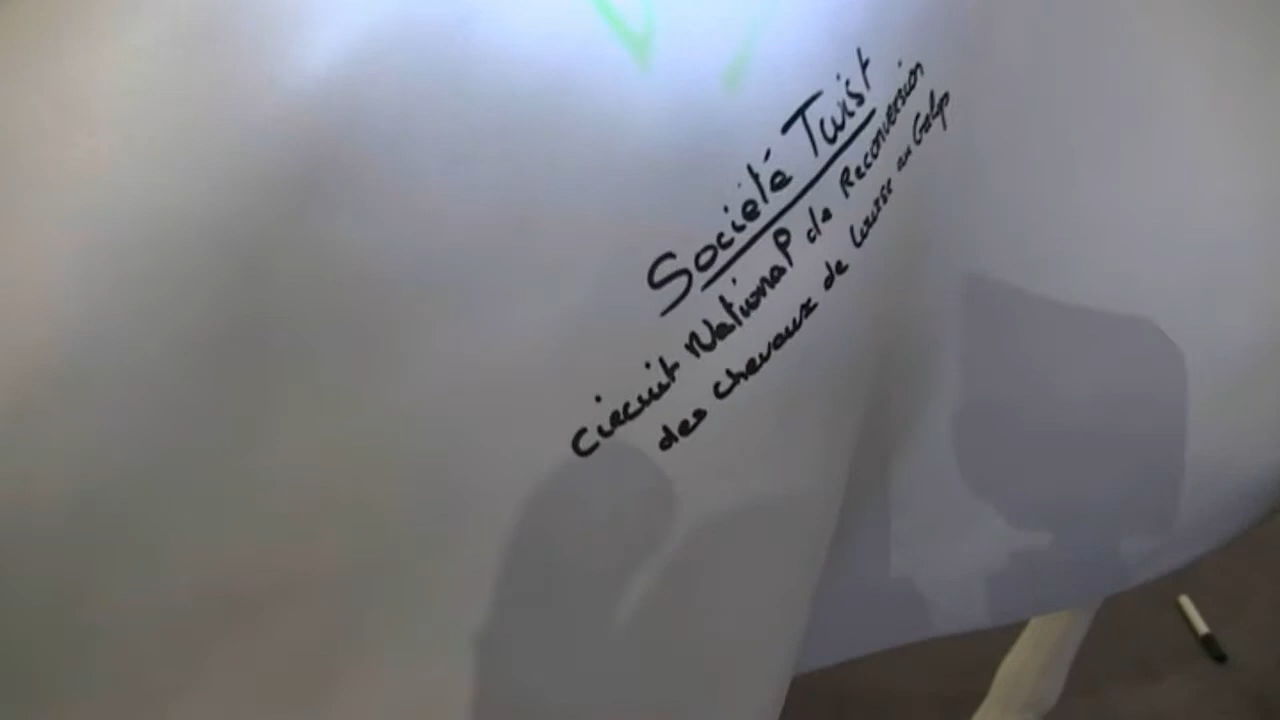 Société Twist
Circuit National de Reconversion
des chevaux de Course au Galop